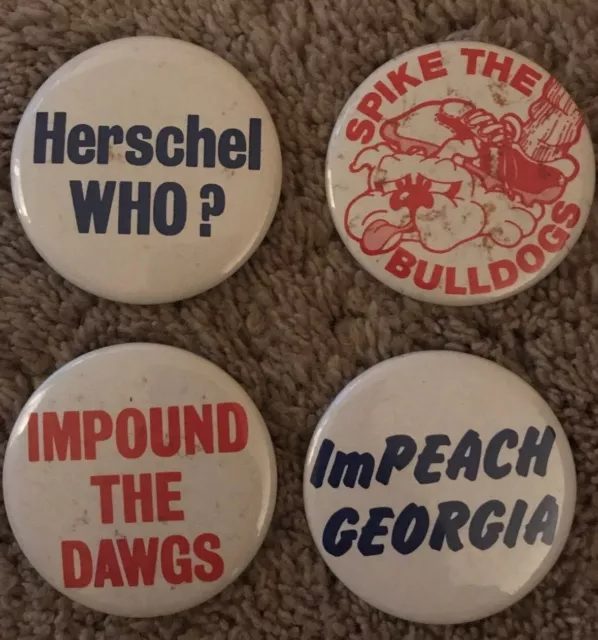 Herschel
WHO?
SPIKE THE
BULLDOGS
IMPOUND
THE
DAWGS
ImPEACH
GEORGIA